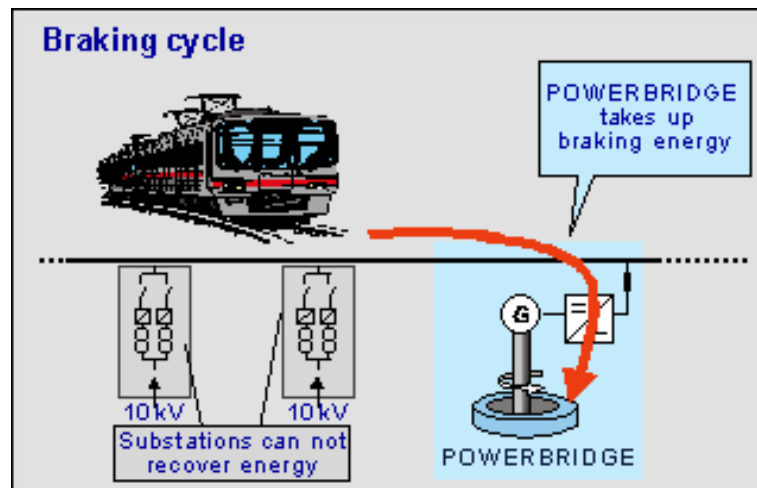 Braking cycle
POWERBRIDGE
takes up
braking energy
G
10 kV
10 kV
Substations can not
recover energy
POWERBRIDGE